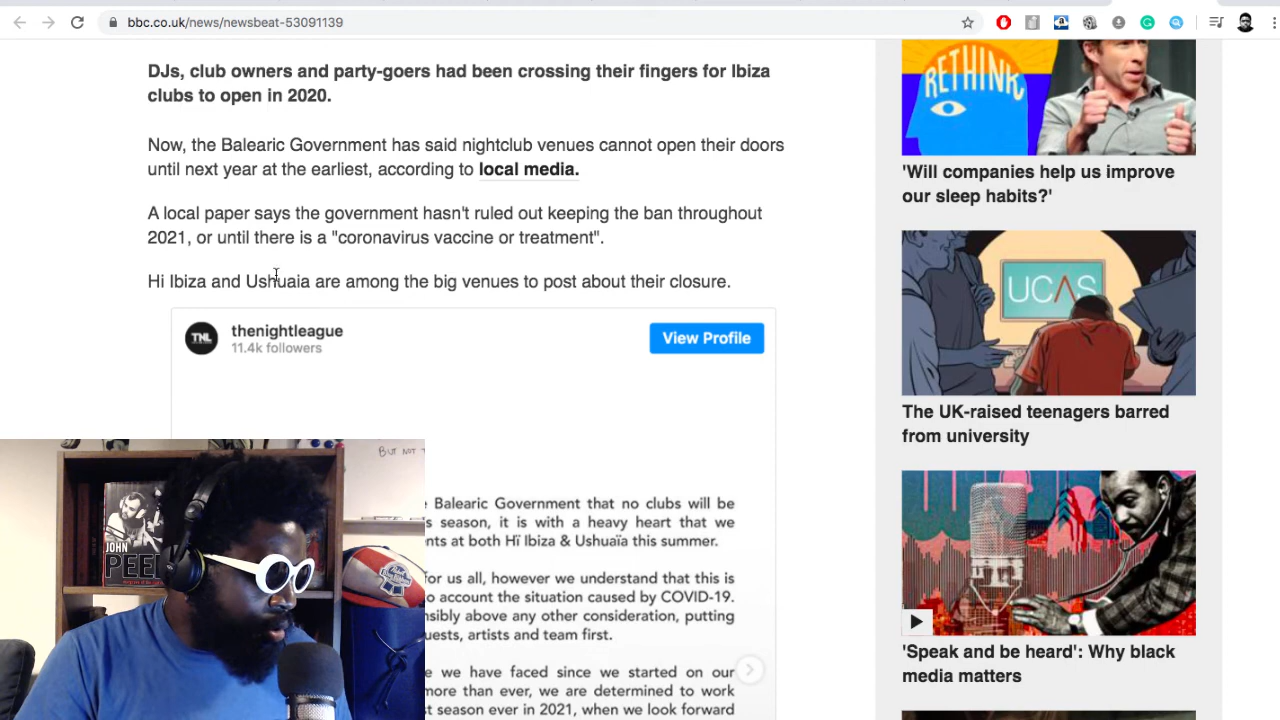 bbc.co.uk/news/newsbeat-53091139
DJs, club owners and party-goers had been crossing their fingers for Ibiza
clubs to open in 2020.
Now, the Balearic Government has said nightclub venues cannot open their doors
until next year at the earliest, according to local media.
A local paper says the government hasn't ruled out keeping the ban throughout
2021, or until there is a "coronavirus vaccine or treatment".
Hi Ibiza and Ushuaia are among the big venues to post about their closure.
TNL
thenightleague
11.4k followers
View Profile
Balearic Government that no clubs will be
season, it is with a heavy heart that we
at both Hï Ibiza & Ushuaïa this summer.
for us all, however we understand that this is
account the situation caused by COVID-19.
above any other consideration, putting
artists and team first.
we have faced since we started on our
more than ever, we are determined to work
season ever in 2021, when we look forward
BUT NOT
JOHN
PEEL
RETHINK
'Will companies help us improve
our sleep habits?'
UCAS
The UK-raised teenagers barred
from university
'Speak and be heard': Why black
media matters